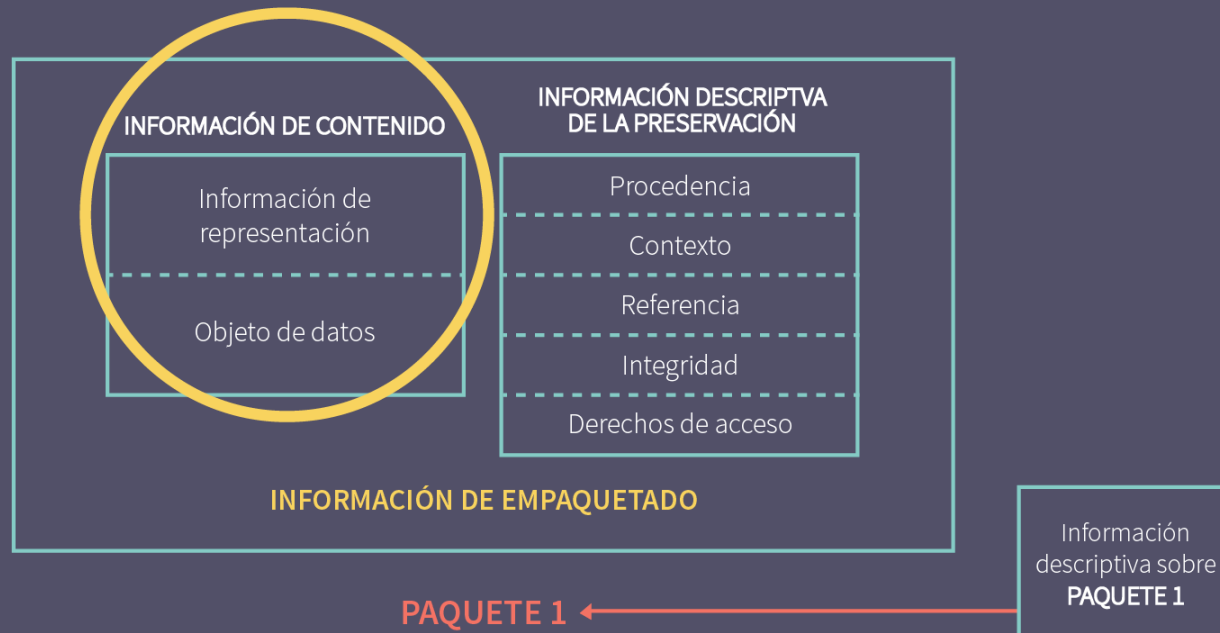 INFORMACIÓN DE CONTENIDO
Información de
representación
Objeto de datos
INFORMACIÓN DESCRIPTVA
DE LA PRESERVACIÓN
Procedencia
Contexto
Referencia
Integridad
Derechos de acceso
INFORMACIÓN DE EMPAQUETADO
PAQUETE 1
Información
descriptiva sobre
PAQUETE 1